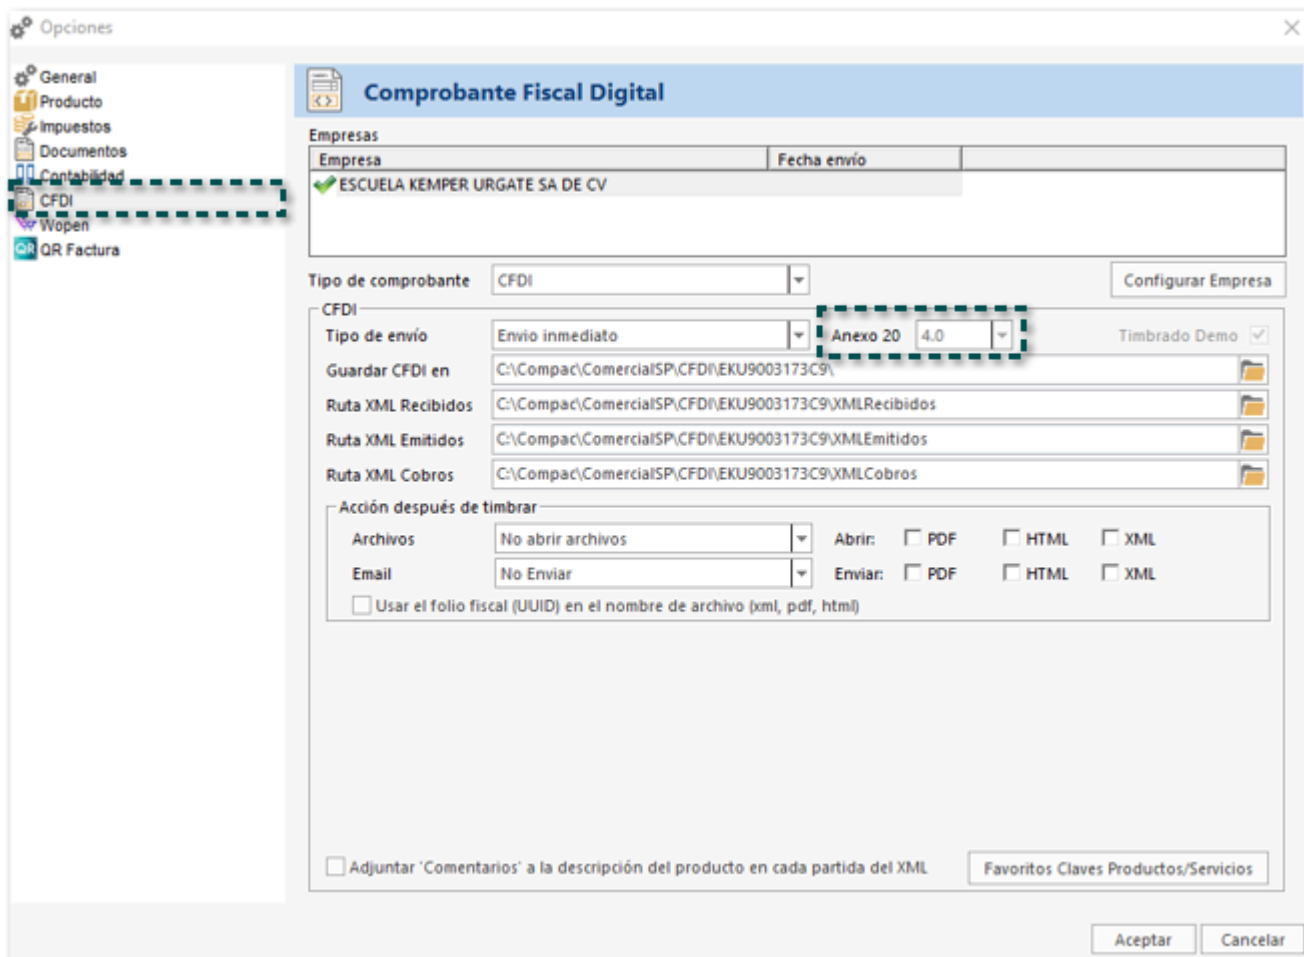 Opciones
General
Producto
Impuestos
Documentos
Contabilidad
CFDI
Wopen
QR QR Factura
Comprobante Fiscal Digital
Empresas
Empresa Fecha envío
ESCUELA KEMPER URGATE SA DE CV
Tipo de comprobante CFDI Configurar Empresa
CFDI
Tipo de envío Envio inmediato Anexo 20 4.0 Timbrado Demo
Guardar CFDI en C:\Compac\ComercialSP\CFDI\EKU9003173C9\
Ruta XML Recibidos C:\Compac\ComercialSP\CFDI\EKU9003173C9\XMLRecibidos
Ruta XML Emitidos C:\Compac\ComercialSP\CFDI\EKU9003173C9\XMLEmitidos
Ruta XML Cobros C:\Compac\ComercialSP\CFDI\EKU9003173C9\XMLCobros
Acción después de timbrar
Archivos No abrir archivos Abrir: PDF HTML XML
Email No Enviar Enviar: PDF HTML XML
Usar el folio fiscal (UUID) en el nombre de archivo (xml, pdf, html)
Adjuntar 'Comentarios' a la descripción del producto en cada partida del XML Favoritos Claves Productos/Servicios
Aceptar Cancelar